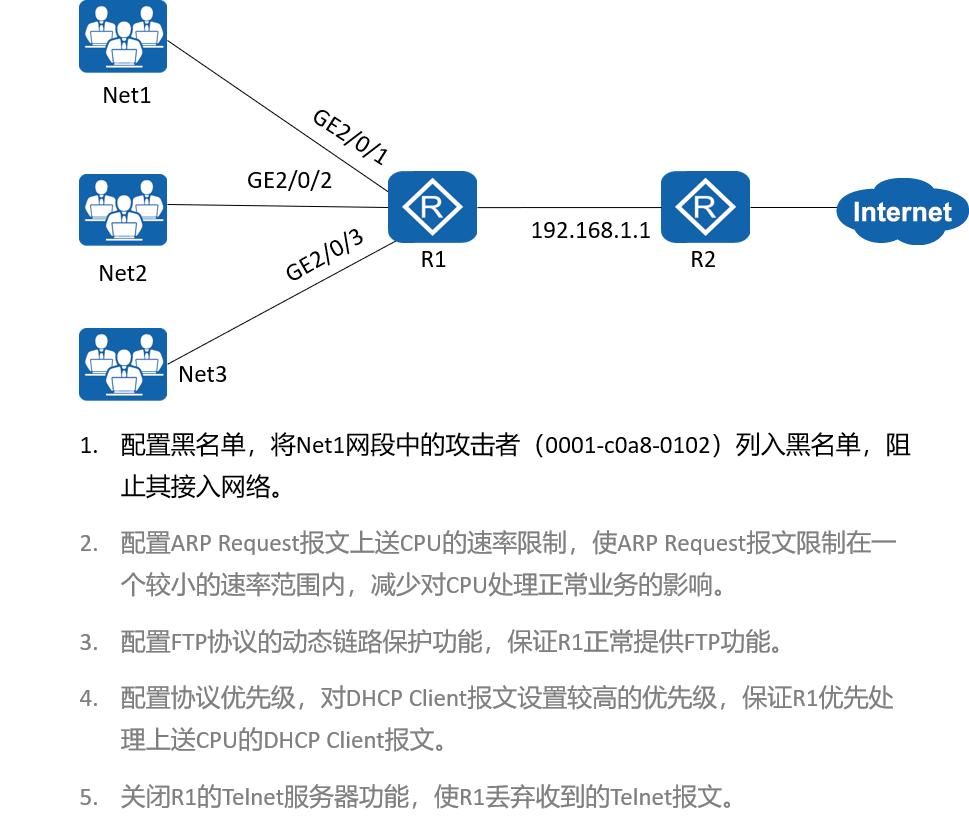 Net1
GE2/0/1
GE2/0/2
Net2
GE2/0/3
R
R1
192.168.1.1
R
R2
Internet
Net3
1. 配置黑名单，将Net1网段中的攻击者（0001-c0a8-0102）列入黑名单，阻
止其接入网络。
2. 配置ARP Request报文上送CPU的速率限制，使ARP Request报文限制在一
个较小的速率范围内，减少对CPU处理正常业务的影响。
3. 配置FTP协议的动态链路保护功能，保证R1正常提供FTP功能。
4. 配置协议优先级，对DHCP Client报文设置较高的优先级，保证R1优先处
理上送CPU的DHCP Client报文。
5. 关闭R1的Telnet服务器功能，使R1丢弃收到的Telnet报文。